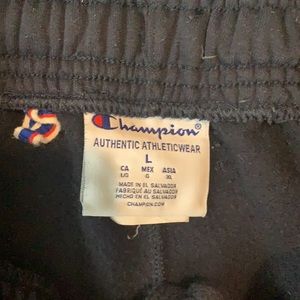 Champion
AUTHENTIC ATHLETICWEAR
L
CA MEX ASIA
L/G G XL
MADE IN EL SALVADOR
FABRIQUÉ AU SALVADOR
HECHO EN EL SALVADOR
CHAMPION.COM